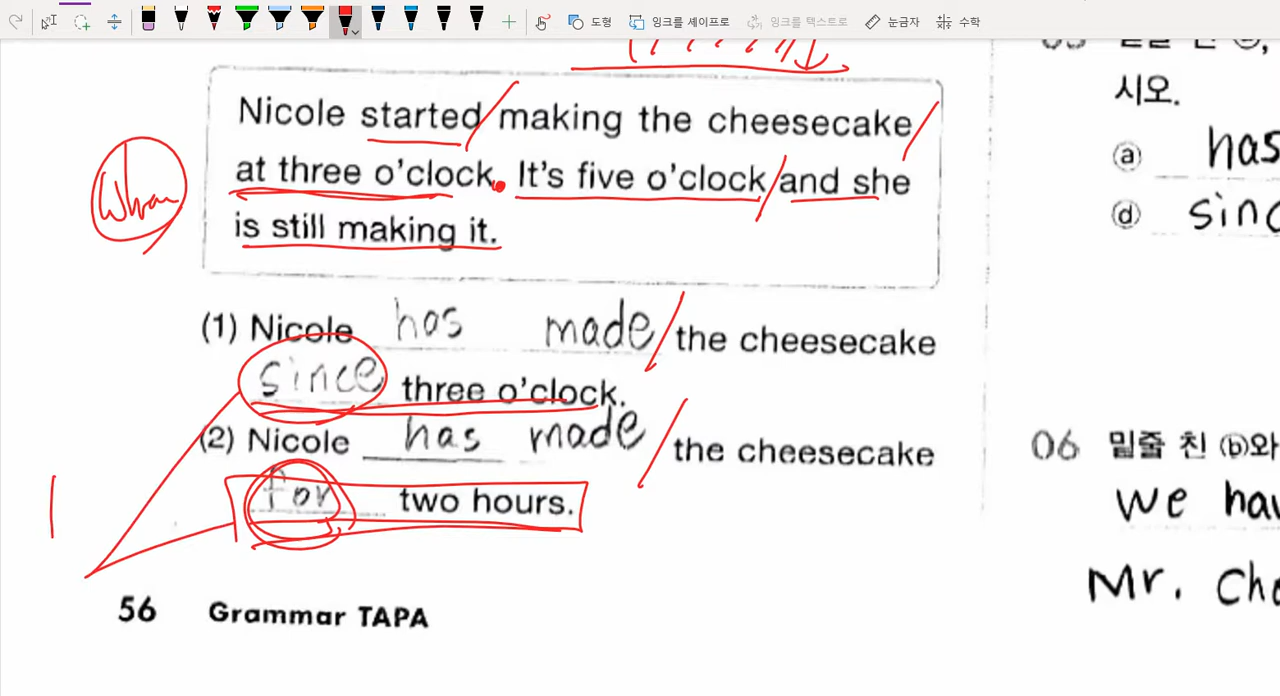 도형 잉크를 셰이프로 잉크를 텍스트로 눈금자 수학
Nicole started making the cheesecake
at three o'clock. It's five o'clock and she
is still making it.
(1) Nicole has made the cheesecake
since three o'clock.
(2) Nicole has made the cheesecake
for two hours.
56 Grammar TAPA
시오.
ⓐ has
ⓓ sinc
06 밑줄 친 ⓑ와
we hav
Mr. Cho